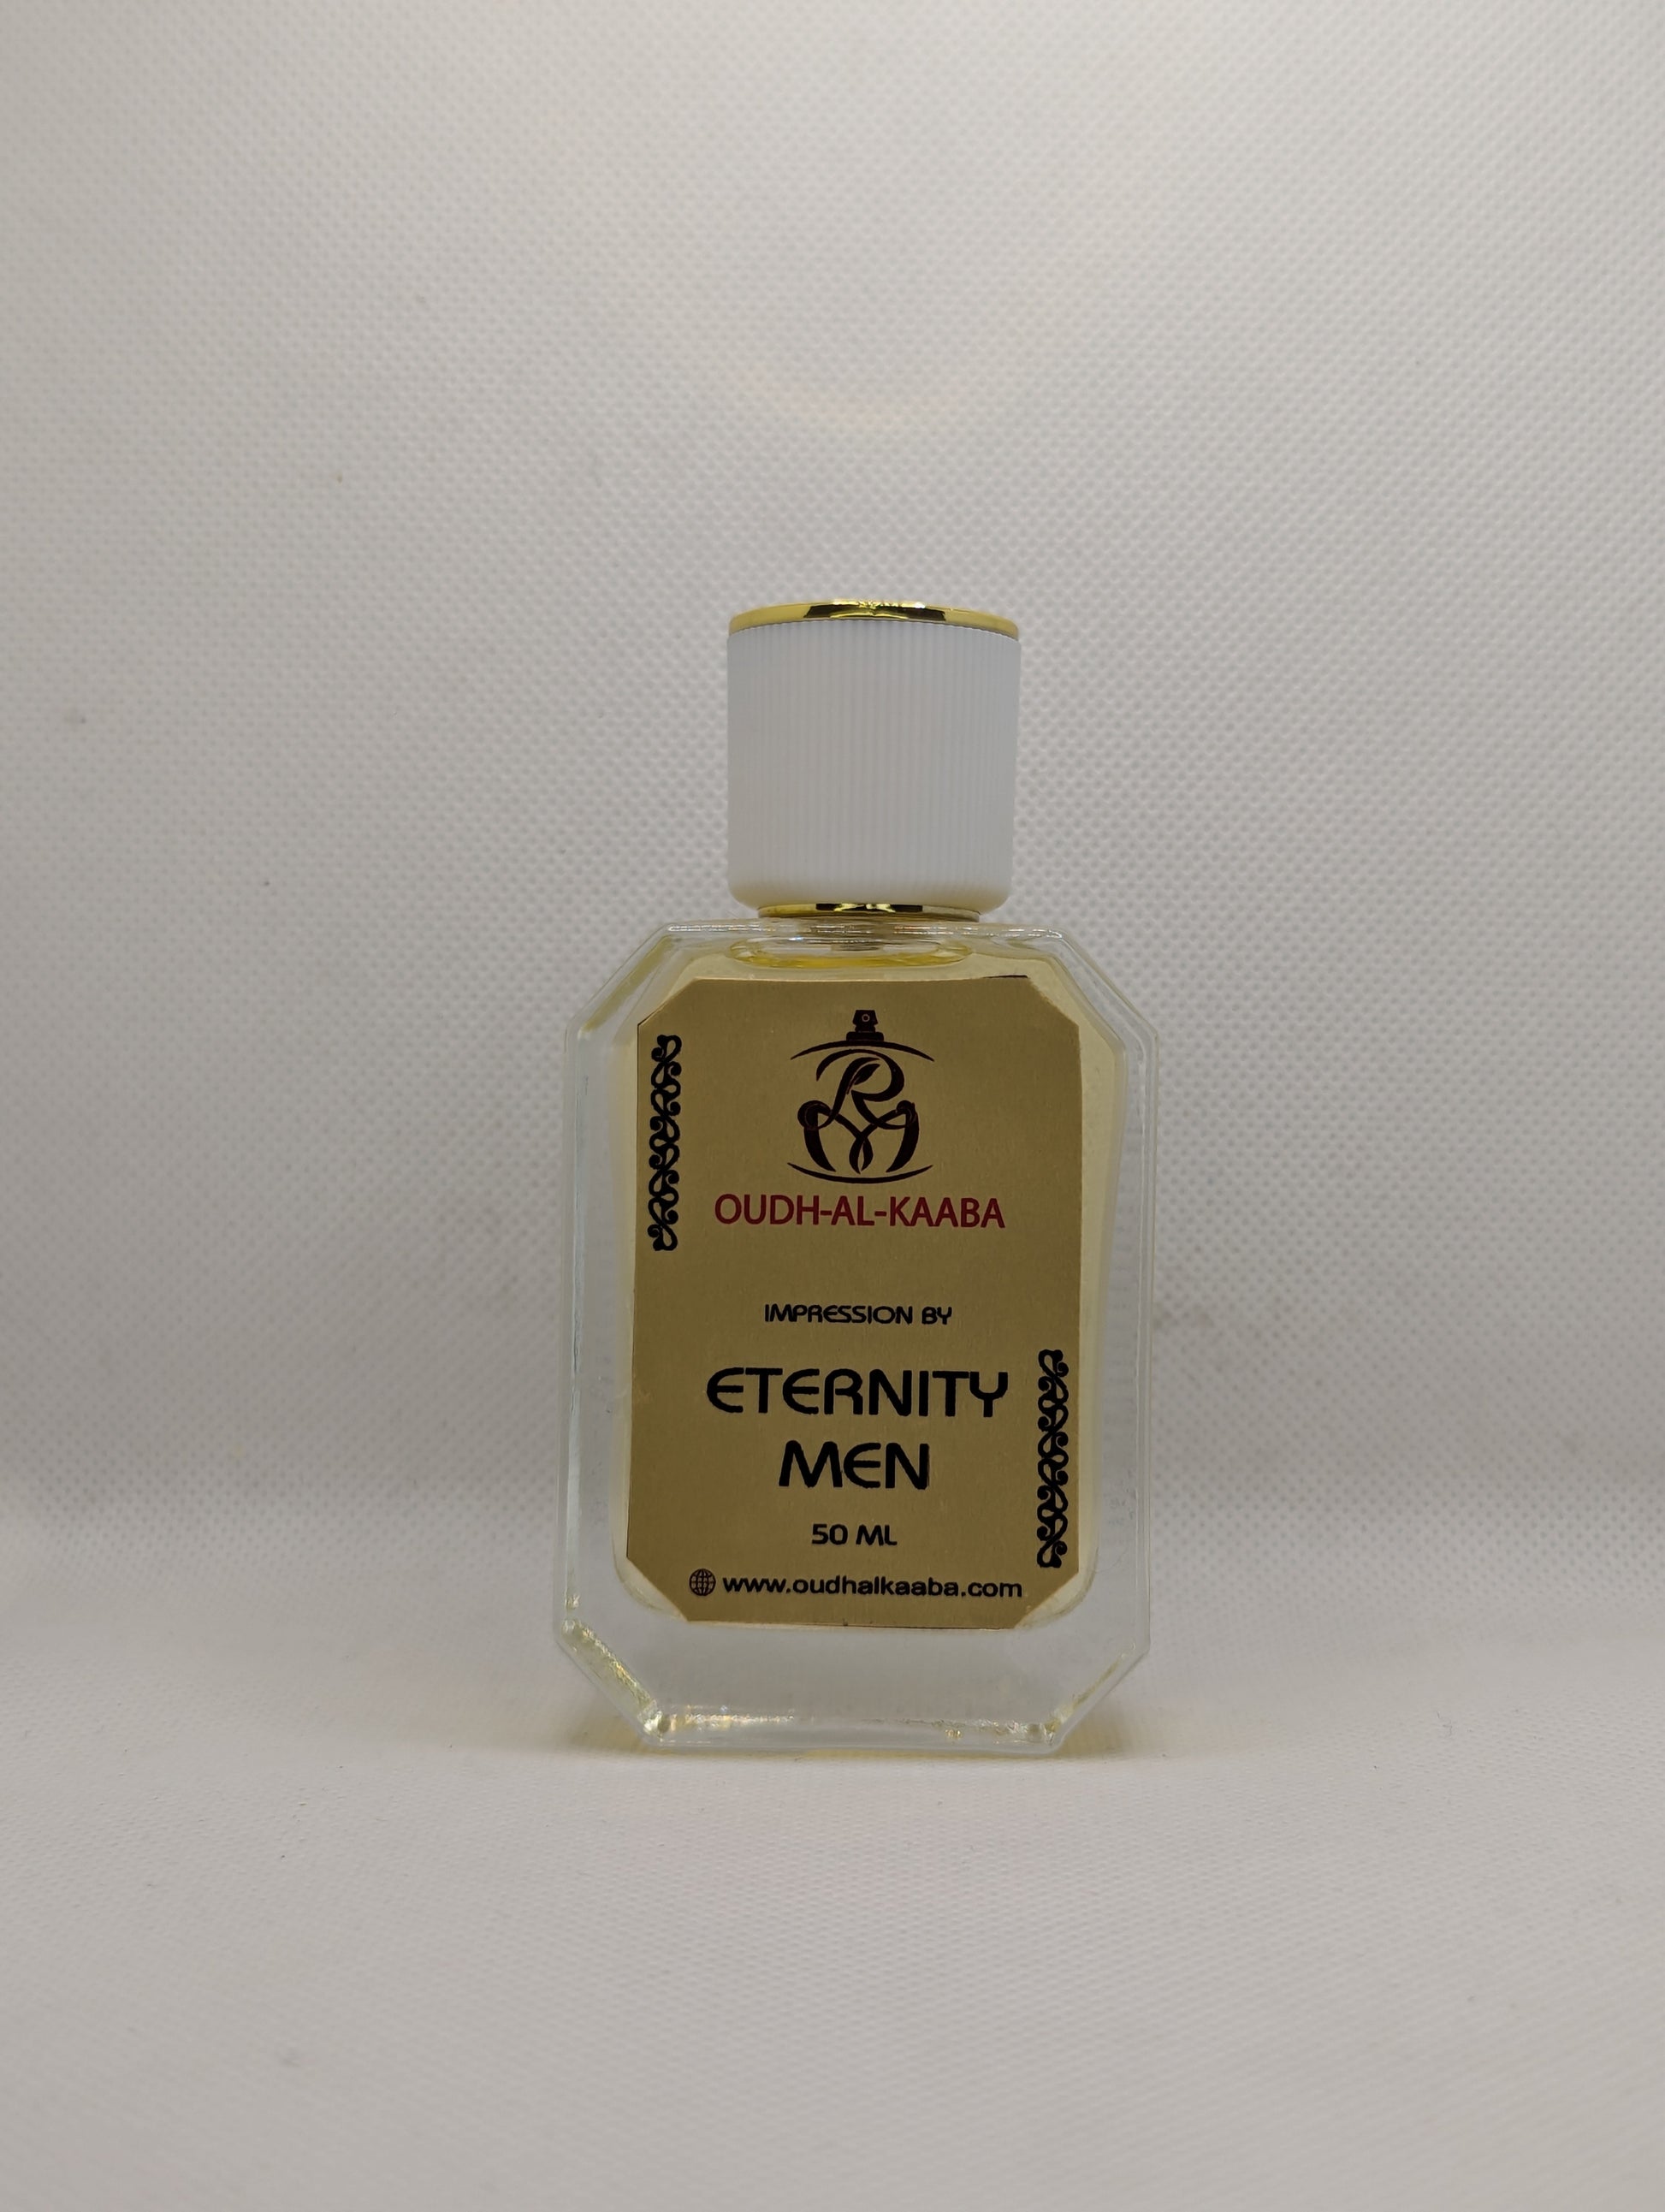 OUDH-AL-KAABA
IMPRESSION BY
ETERNITY
MEN
50 ML
www.oudhalkaaba.com